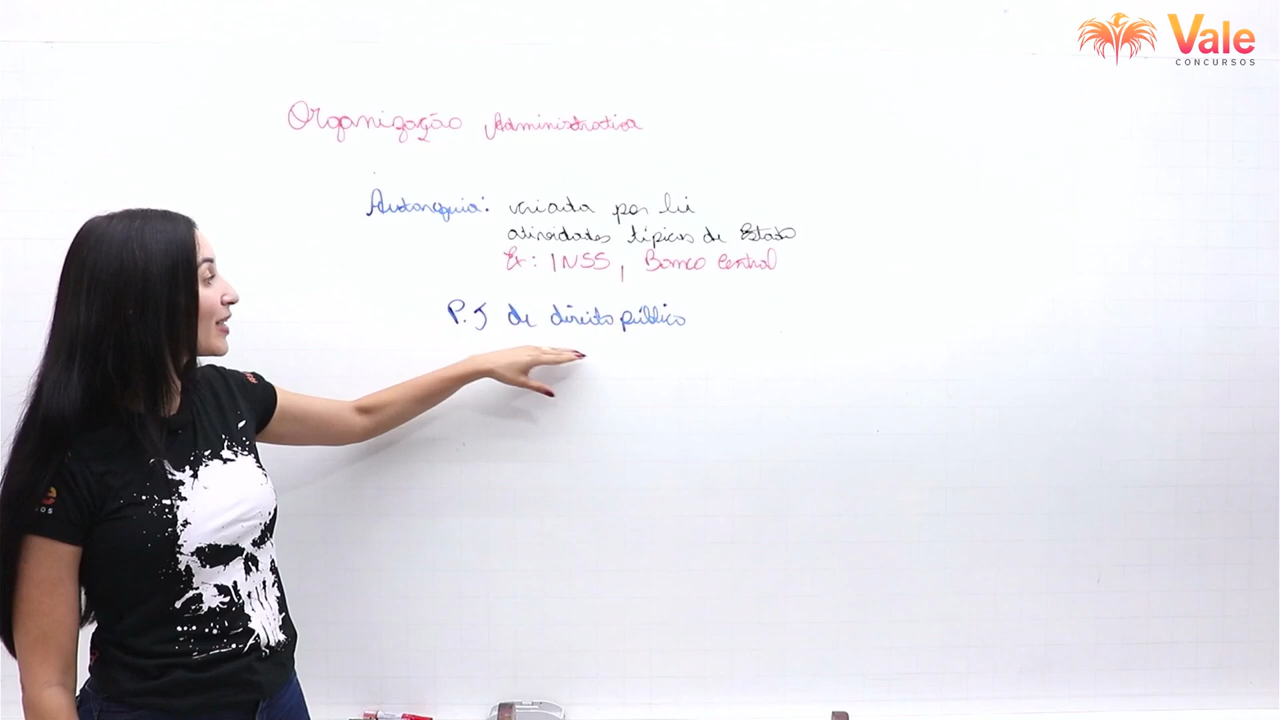 Vale
CONCURSOS
Organização Administrativa
Autarquia: criada por lei
atividades típicas de Estado
Ex: INSS, Banco Central
P.J de direito público